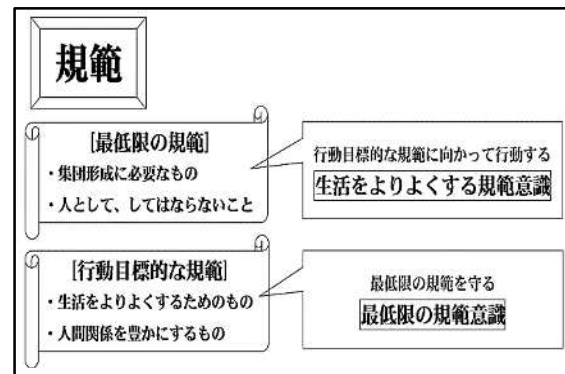 規範
[最低限の規範]
・集団形成に必要なもの
・人として、してはならないこと
行動目標的な規範に向かって行動する
生活をよりよくする規範意識
[行動目標的な規範]
・生活をよりよくするためのもの
・人間関係を豊かにするもの
最低限の規範を守る
最低限の規範意識